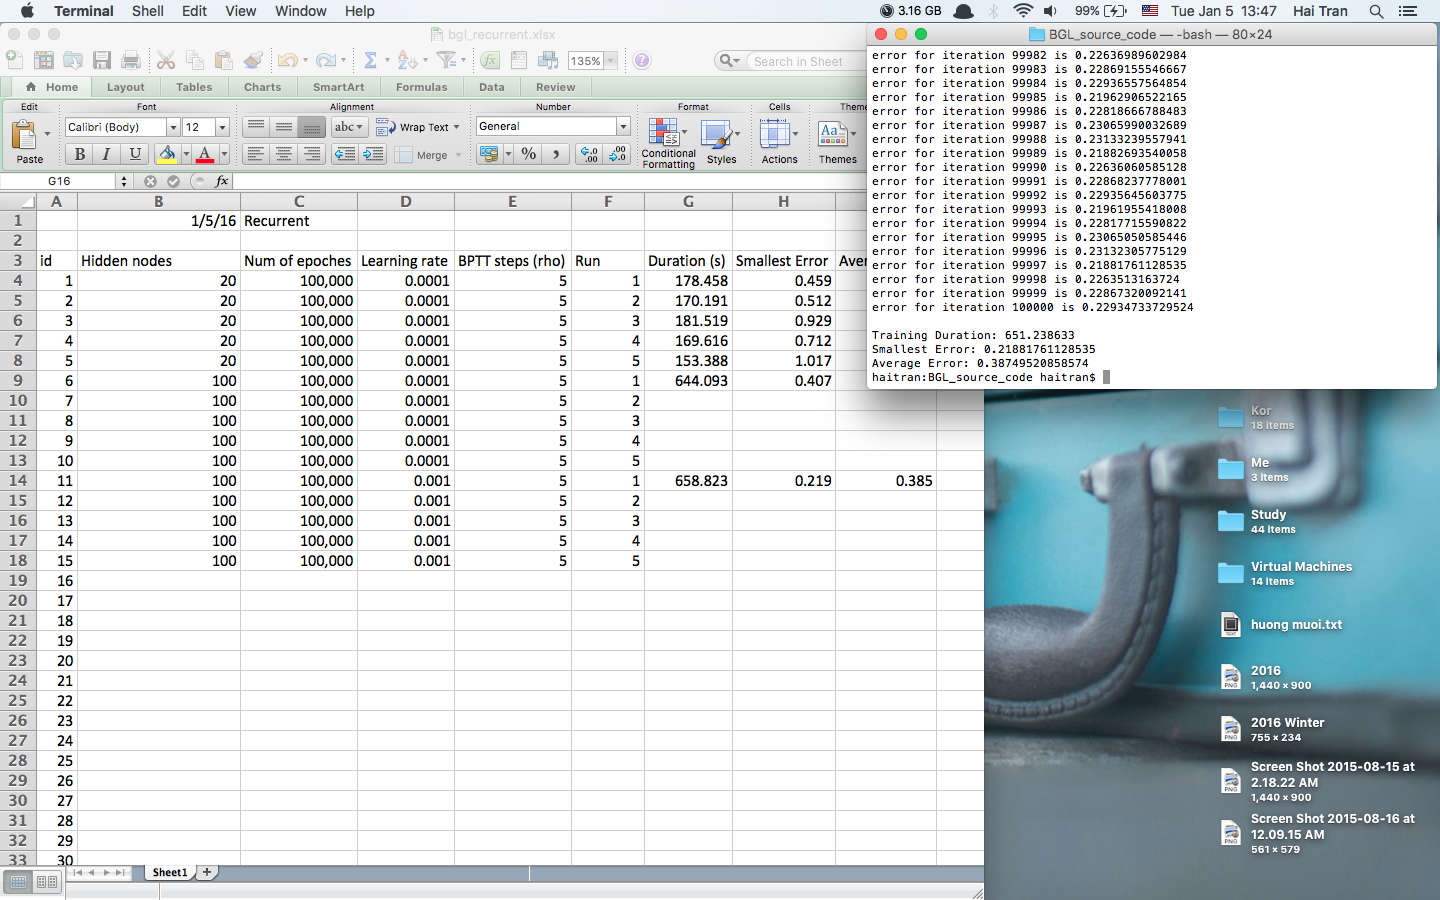 Terminal Shell Edit View Window Help 3.16 GB 99% Tue Jan 5 13:47 Hai Tran
bgl_recurrent.xlsx
135% Search in Sheet
Home Layout Tables Charts SmartArt Formulas Data Review
Edit Font Alignment Number Format Cells Theme
Calibri (Body) 12 abc Wrap Text General
Paste B I U A Merge % Conditional Formatting Styles Actions Aa Themes
G16 fx
A B C D E F G H
1 1/5/16 Recurrent
2
3 id Hidden nodes Num of epoches Learning rate BPTT steps (rho) Run Duration (s) Smallest Error Aver
4 1 20 100,000 0.0001 5 1 178.458 0.459
5 2 20 100,000 0.0001 5 2 170.191 0.512
6 3 20 100,000 0.0001 5 3 181.519 0.929
7 4 20 100,000 0.0001 5 4 169.616 0.712
8 5 20 100,000 0.0001 5 5 153.388 1.017
9 6 100 100,000 0.0001 5 1 644.093 0.407
10 7 100 100,000 0.0001 5 2
11 8 100 100,000 0.0001 5 3
12 9 100 100,000 0.0001 5 4
13 10 100 100,000 0.0001 5 5
14 11 100 100,000 0.001 5 1 658.823 0.219 0.385
15 12 100 100,000 0.001 5 2
16 13 100 100,000 0.001 5 3
17 14 100 100,000 0.001 5 4
18 15 100 100,000 0.001 5 5
19 16
20 17
21 18
22 19
23 20
24 21
25 22
26 23
27 24
28 25
29 26
30 27
31 28
32 29
33 30
Sheet1
BGL_source_code — -bash — 80×24
error for iteration 99982 is 0.22636989602984
error for iteration 99983 is 0.22869155546667
error for iteration 99984 is 0.22936557564854
error for iteration 99985 is 0.21962906522165
error for iteration 99986 is 0.22818666788483
error for iteration 99987 is 0.23065990032689
error for iteration 99988 is 0.23133239557941
error for iteration 99989 is 0.21882693540058
error for iteration 99990 is 0.22636060585128
error for iteration 99991 is 0.22868237778001
error for iteration 99992 is 0.22935645603775
error for iteration 99993 is 0.21961955418008
error for iteration 99994 is 0.22817715590822
error for iteration 99995 is 0.23065050585446
error for iteration 99996 is 0.23132305775129
error for iteration 99997 is 0.21881761128535
error for iteration 99998 is 0.2263513163724
error for iteration 99999 is 0.22867320092141
error for iteration 100000 is 0.22934733729524
Training Duration: 651.238633
Smallest Error: 0.21881761128535
Average Error: 0.38749520858574
haitran:BGL_source_code haitran$
Kor
18 items
Me
3 items
Study
44 items
Virtual Machines
14 items
huong muoi.txt
2016
1,440 × 900
2016 Winter
755 × 234
Screen Shot 2015-08-15 at
2.18.22 AM
1,440 × 900
Screen Shot 2015-08-16 at
12.09.15 AM
561 × 579